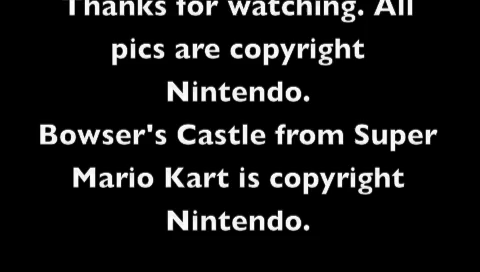 Thanks for watching. All
pics are copyright
Nintendo.
Bowser's Castle from Super
Mario Kart is copyright
Nintendo.